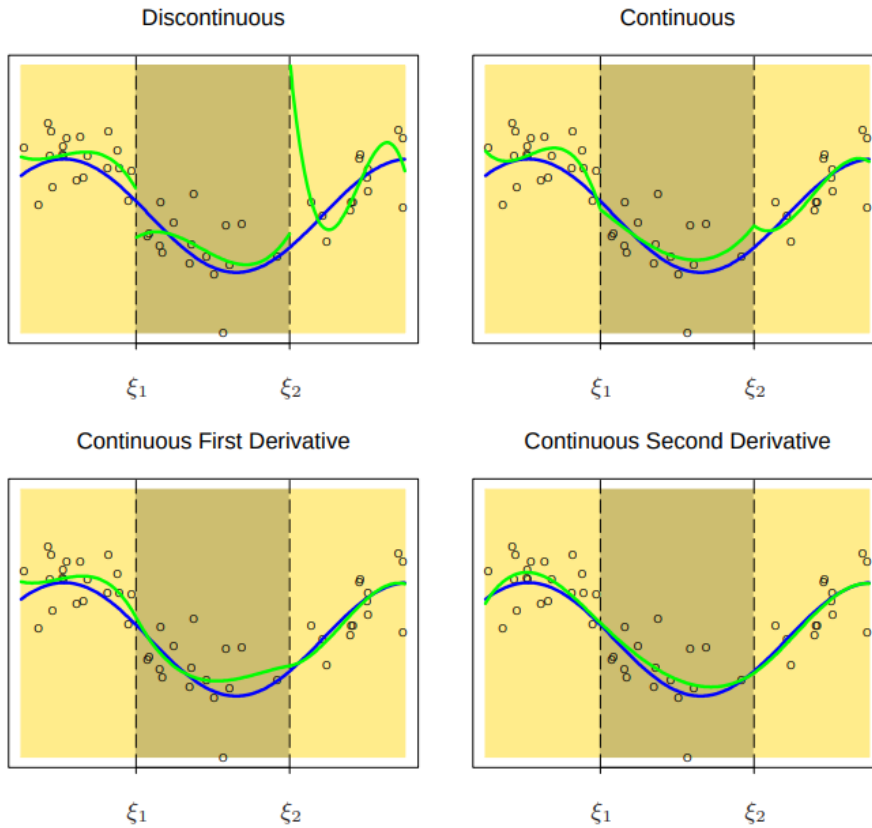 Discontinuous
Continuous
ξ₁ ξ₂
ξ₁ ξ₂
Continuous First Derivative
Continuous Second Derivative
ξ₁ ξ₂
ξ₁ ξ₂